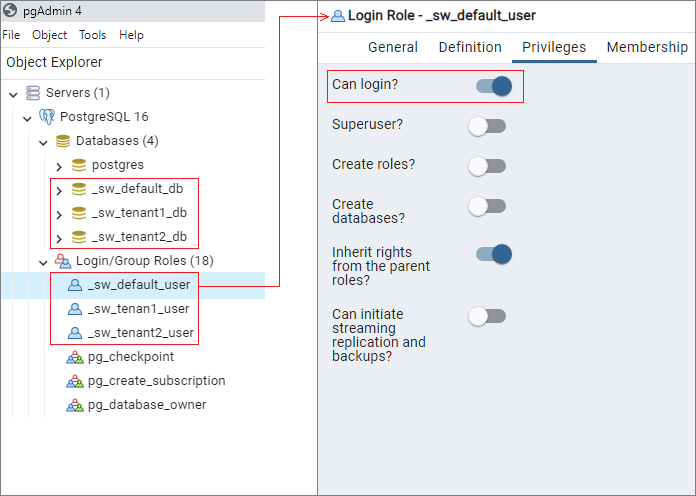 pgAdmin 4
File Object Tools Help
Object Explorer
Servers (1)
PostgreSQL 16
Databases (4)
postgres
_sw_default_db
_sw_tenant1_db
_sw_tenant2_db
Login/Group Roles (18)
_sw_default_user
_sw_tenan1_user
_sw_tenant2_user
pg_checkpoint
pg_create_subscription
pg_database_owner
Login Role - _sw_default_user
General Definition Privileges Membership
Can login?
Superuser?
Create roles?
Create
databases?
Inherit rights
from the parent
roles?
Can initiate
streaming
replication and
backups?